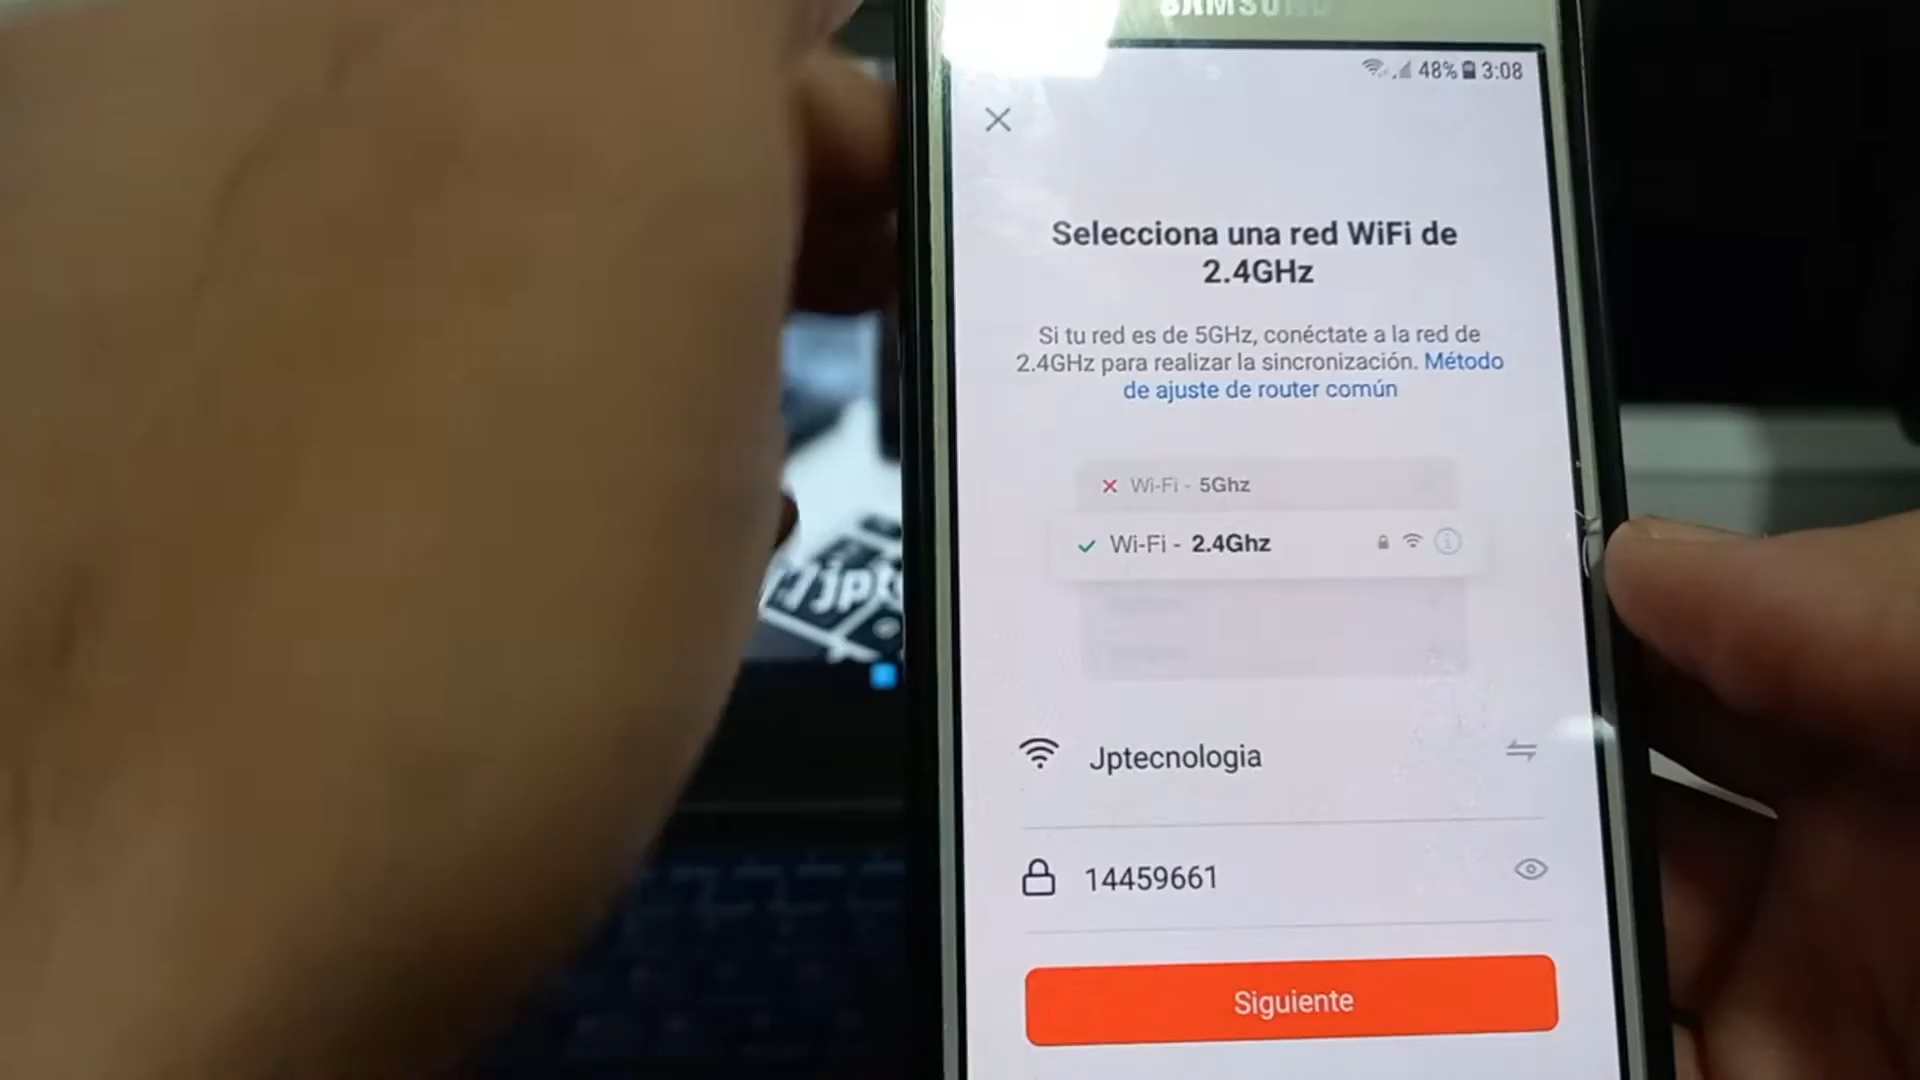 SAMSUNG
48% 3:08
Selecciona una red WiFi de
2.4GHz
Si tu red es de 5GHz, conéctate a la red de
2.4GHz para realizar la sincronización. Método
de ajuste de router común
Wi-Fi - 5Ghz
Wi-Fi - 2.4Ghz
jpt
Jptecnologia
14459661
Siguiente